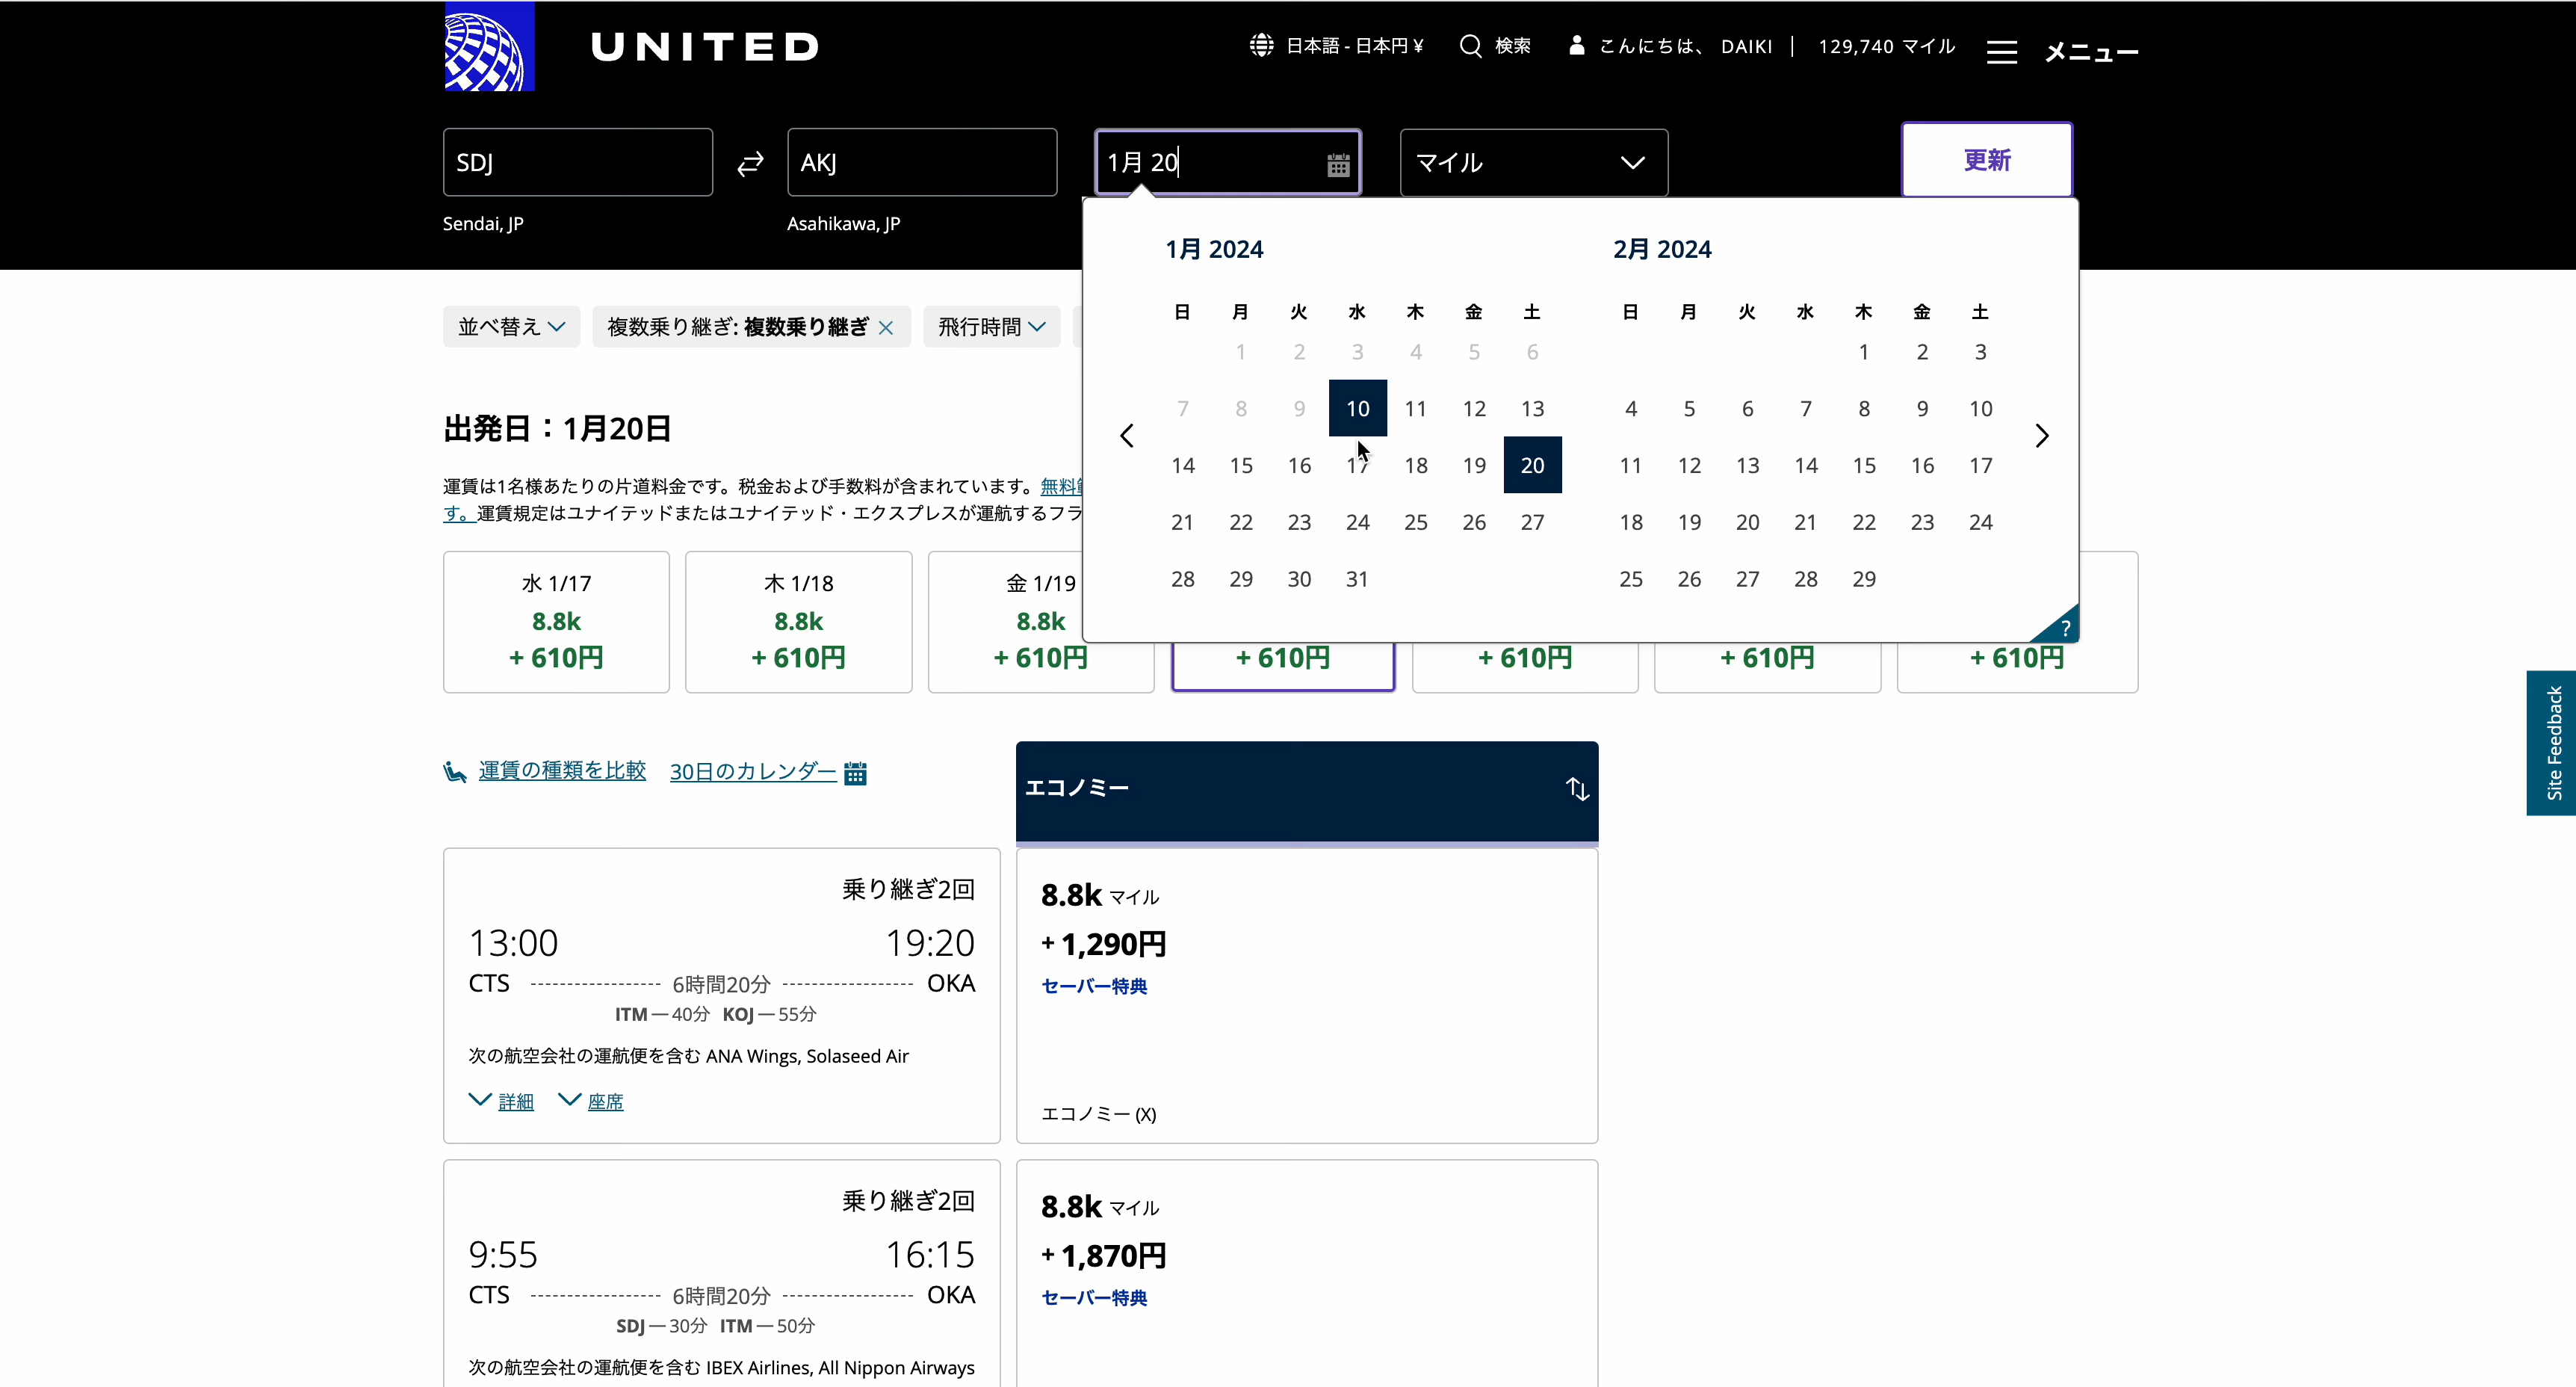 UNITED
日本語 - 日本円 ¥ 検索 こんにちは、 DAIKI | 129,740 マイル メニュー
SDJ AKJ 1月 20 マイル 更新
Sendai, JP Asahikawa, JP
1月 2024 2月 2024
日 月 火 水 木 金 土 日 月 火 水 木 金 土
1 2 3 4 5 6 1 2 3
7 8 9 10 11 12 13 4 5 6 7 8 9 10
14 15 16 17 18 19 20 11 12 13 14 15 16 17
21 22 23 24 25 26 27 18 19 20 21 22 23 24
28 29 30 31 25 26 27 28 29
?
並べ替え 複数乗り継ぎ: 複数乗り継ぎ 飛行時間
出発日：1月20日
運賃は1名様あたりの片道料金です。税金および手数料が含まれています。無料
す。運賃規定はユナイテッドまたはユナイテッド・エクスプレスが運航するフラ
水 1/17 木 1/18 金 1/19
8.8k 8.8k 8.8k
+ 610円 + 610円 + 610円 + 610円 + 610円 + 610円 + 610円
Site Feedback
運賃の種類を比較 30日のカレンダー
エコノミー
乗り継ぎ2回
13:00 19:20
CTS 6時間20分 OKA
ITM — 40分 KOJ — 55分
次の航空会社の運航便を含む ANA Wings, Solaseed Air
詳細 座席
8.8k マイル
+ 1,290円
セーバー特典
エコノミー (X)
乗り継ぎ2回
9:55 16:15
CTS 6時間20分 OKA
SDJ — 30分 ITM — 50分
次の航空会社の運航便を含む IBEX Airlines, All Nippon Airways
8.8k マイル
+ 1,870円
セーバー特典